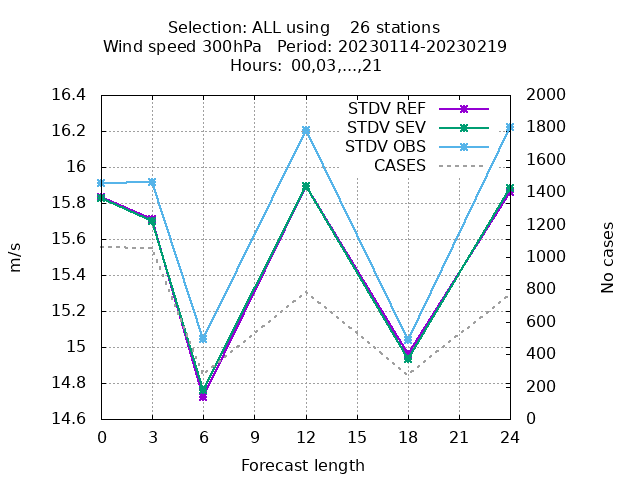 Selection: ALL using    26 stations
Wind speed 300hPa   Period: 20230114-20230219
Hours:  00,03,...,21
16.4
16.2
16
15.8
15.6
15.4
15.2
15
14.8
14.6
m/s
STDV REF
STDV SEV
STDV OBS
CASES
2000
1800
1600
1400
1200
1000
800
600
400
200
0
No cases
0 3 6 9 12 15 18 21 24
Forecast length